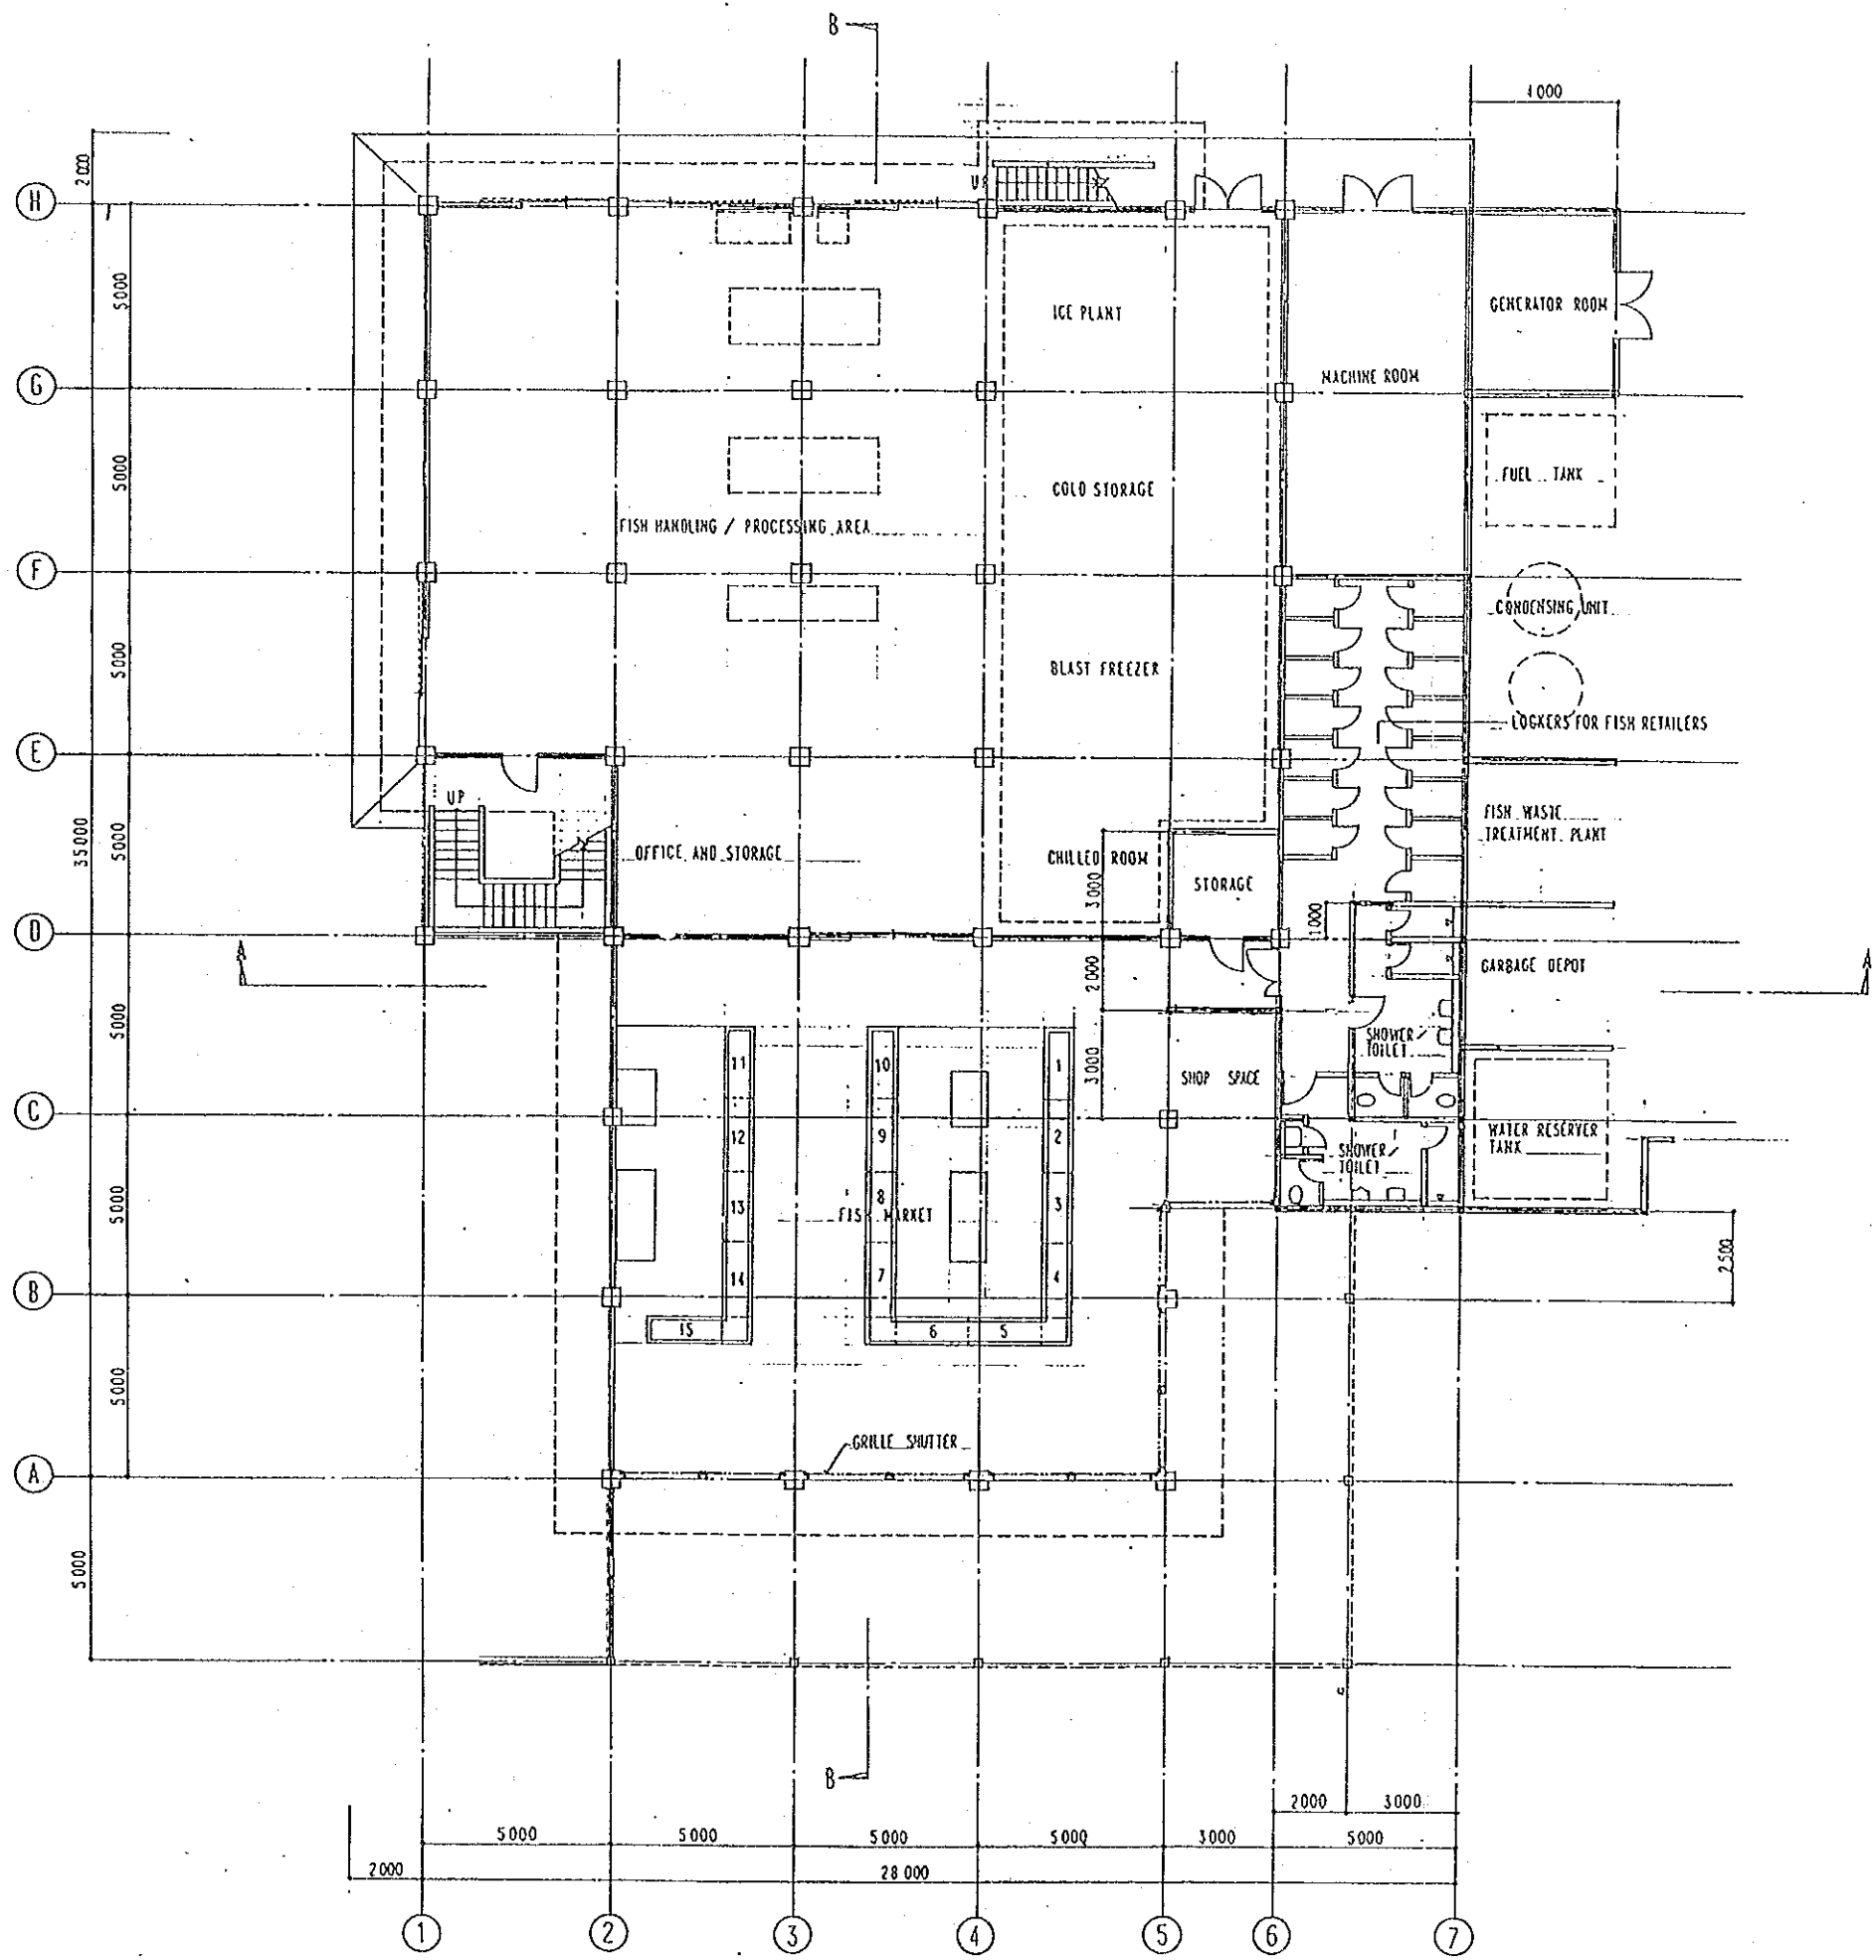 B
4000
2000
UP
H
5000
ICE PLANT
GENERATOR ROOM
MACHINE ROOM
G
5000
COLD STORAGE
FUEL TANK
FISH HANDLING / PROCESSING AREA
F
CONDENSING UNIT
5000
BLAST FREEZER
LOCKERS FOR FISH RETAILERS
E
UP
FISH WASTE
TREATMENT PLANT
35000
5000
OFFICE AND STORAGE
CHILLED ROOM
3000
STORAGE
1000
D
A
GARBAGE DEPOT
A
2000
5000
SHOWER/
TOILET
11
10
1
3000
SHOP SPACE
C
12
9
2
WATER RESERVER
TANK
SHOWER/
TOILET
5000
13
8
3
FISH MARKET
2500
14
7
4
B
15
6
5
5000
GRILLE SHUTTER
A
5000
B
2000
3000
5000
5000
5000
5000
3000
5000
2000
28 000
1
2
3
4
5
6
7